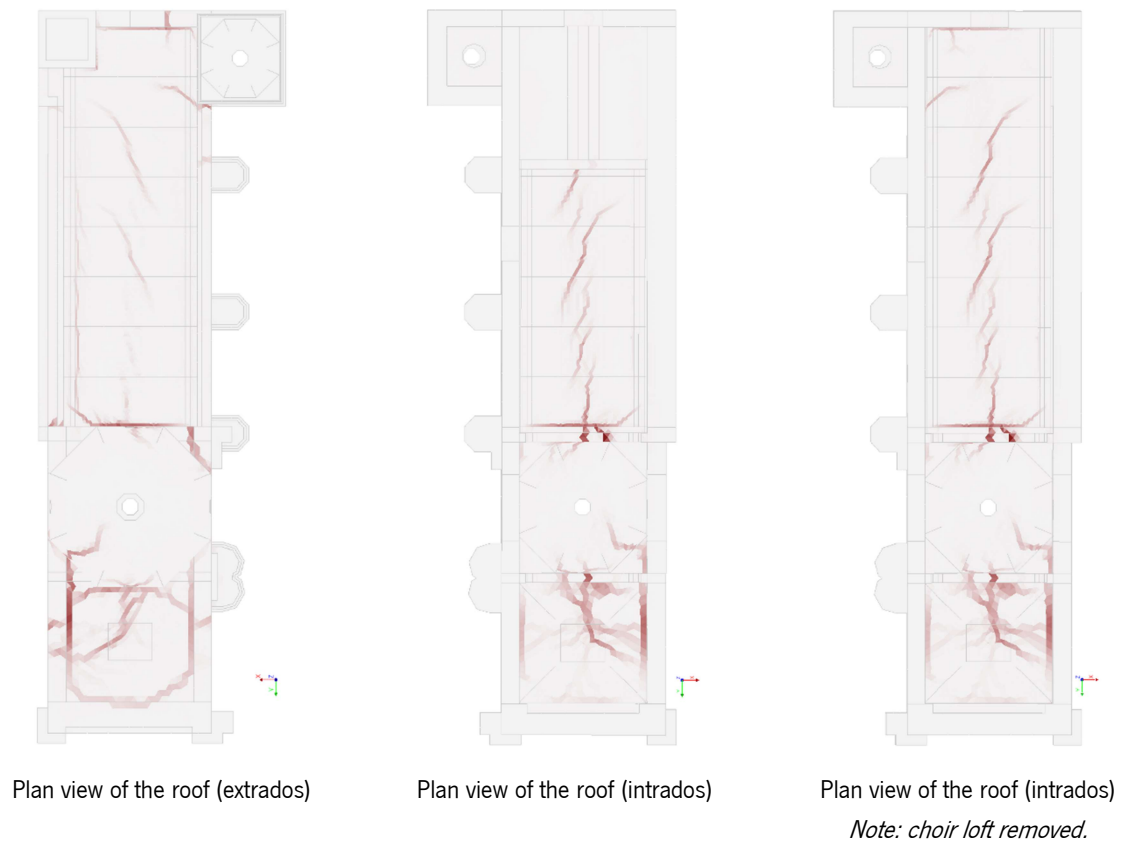 Plan view of the roof (extrados)
Plan view of the roof (intrados)
Plan view of the roof (intrados)
Note: choir loft removed.